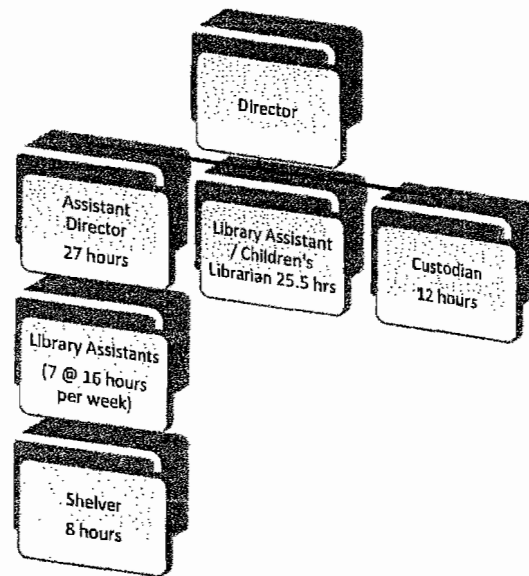 Director
Assistant
Director
27 hours
Library Assistant
/ Children's
Librarian 25.5 hrs
Custodian
12 hours
Library Assistants
(7 @ 16 hours
per week)
Shelver
8 hours